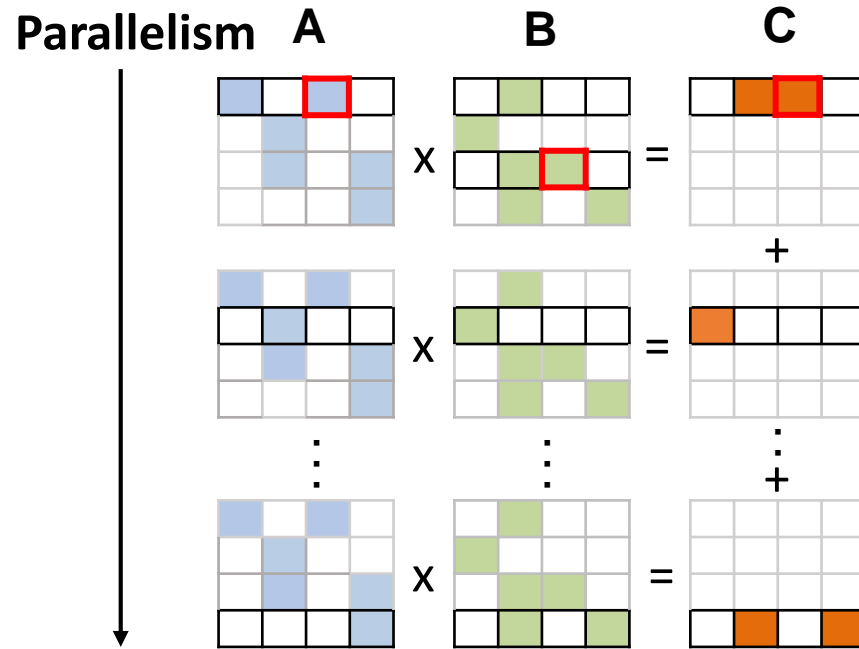 Parallelism A B C
x =
+
x =
⋮ ⋮ ⋮
+
x =